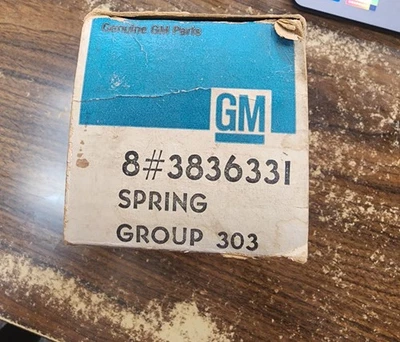 Genuine GM Parts
GM
8#3836331
SPRING
GROUP 303